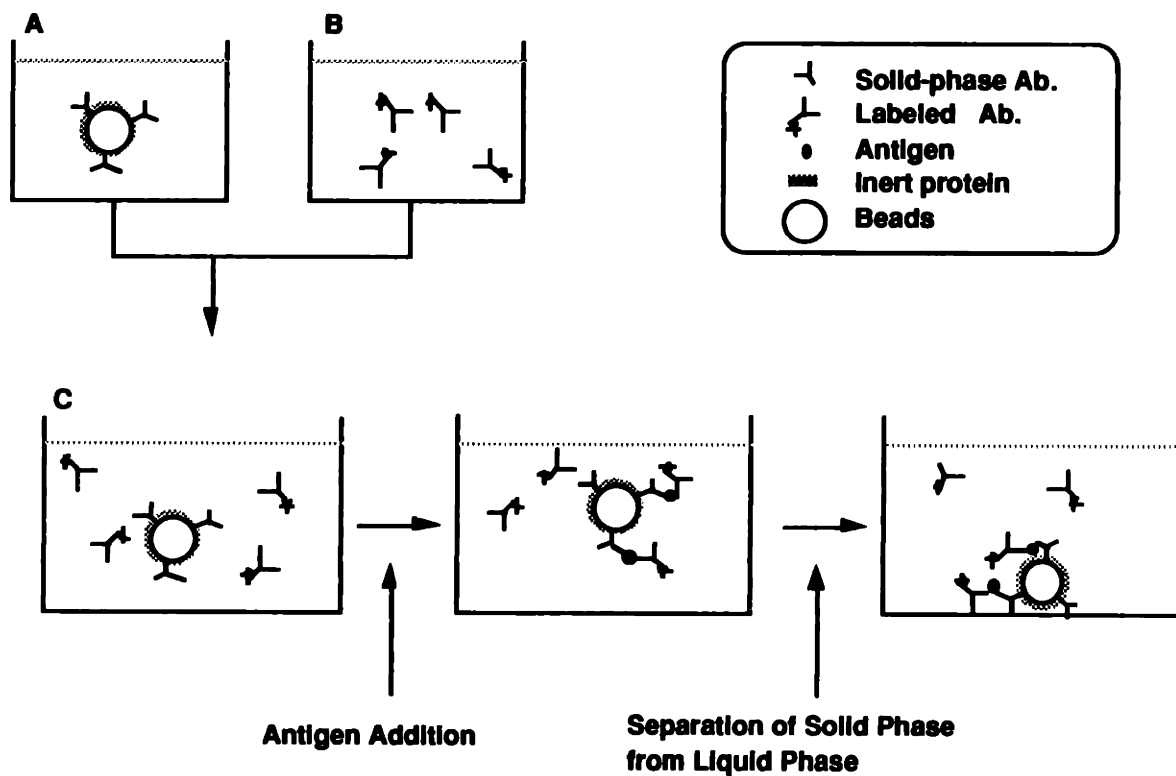 A
B
Solid-phase Ab.
Labeled Ab.
Antigen
Inert protein
Beads
C
Antigen Addition
Separation of Solid Phase
from Liquid Phase